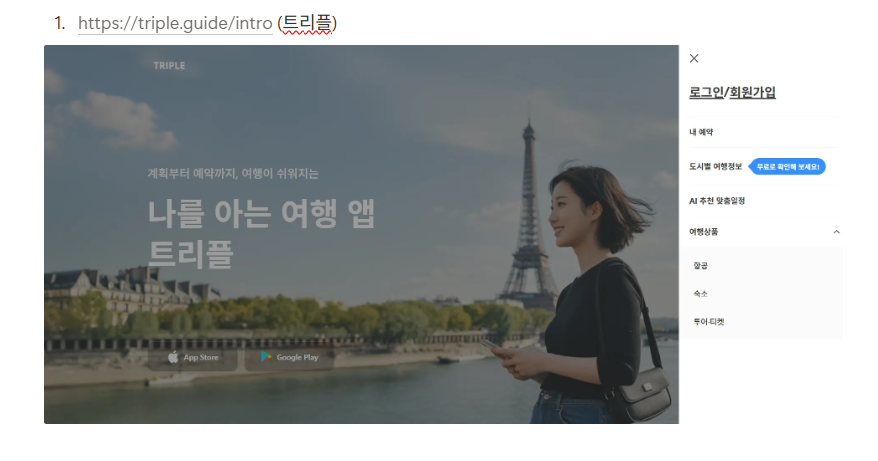 1. https://triple.guide/intro (트리플)
TRIPLE
계획부터 예약까지, 여행이 쉬워지는
나를 아는 여행 앱
트리플
App Store
Google Play
로그인/회원가입
내 예약
도시별 여행정보 무료로 확인해 보세요!
AI 추천 맞춤일정
여행상품
항공
숙소
투어·티켓